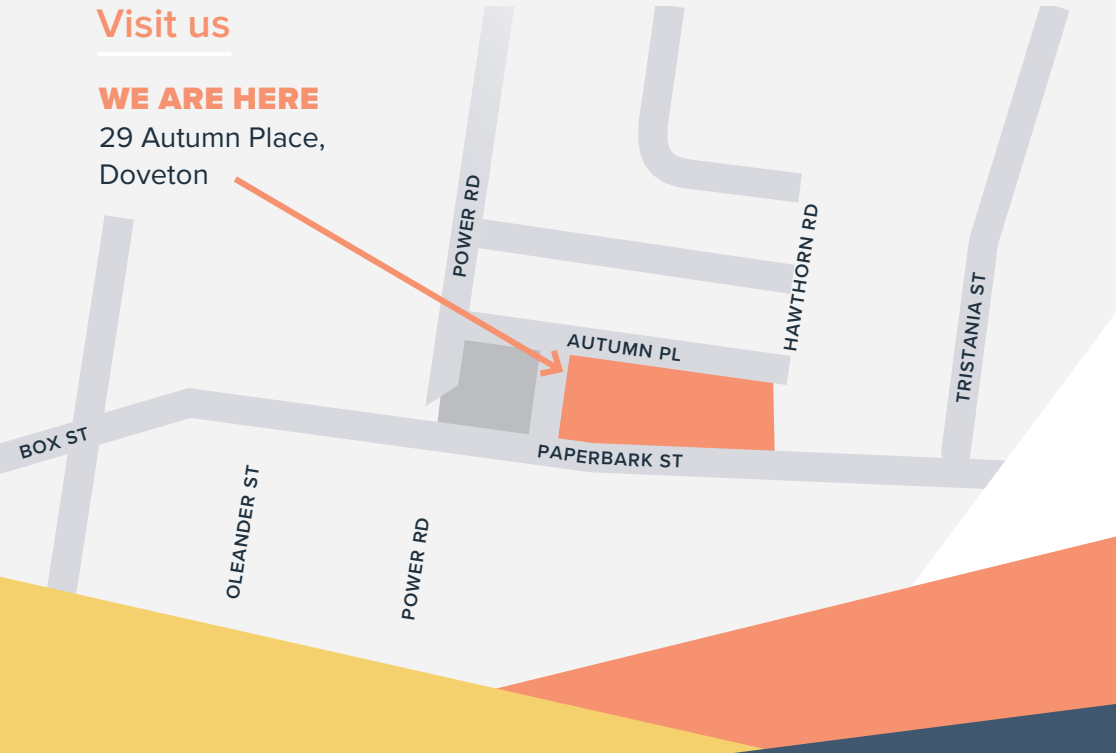 Visit us
WE ARE HERE
29 Autumn Place,
Doveton
POWER RD
HAWTHORN RD
AUTUMN PL
TRISTANIA ST
BOX ST
PAPERBARK ST
OLEANDER ST
POWER RD